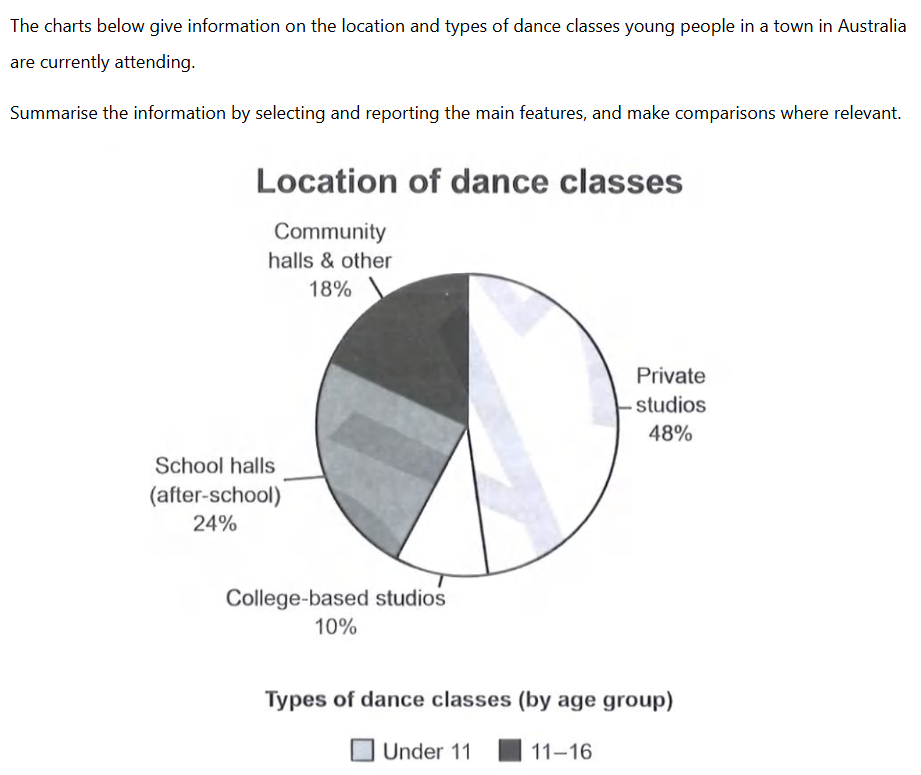 The charts below give information on the location and types of dance classes young people in a town in Australia
are currently attending.
Summarise the information by selecting and reporting the main features, and make comparisons where relevant.
Location of dance classes
Community
halls & other
18%
Private
studios
48%
School halls
(after-school)
24%
College-based studios
10%
Types of dance classes (by age group)
Under 11
11–16